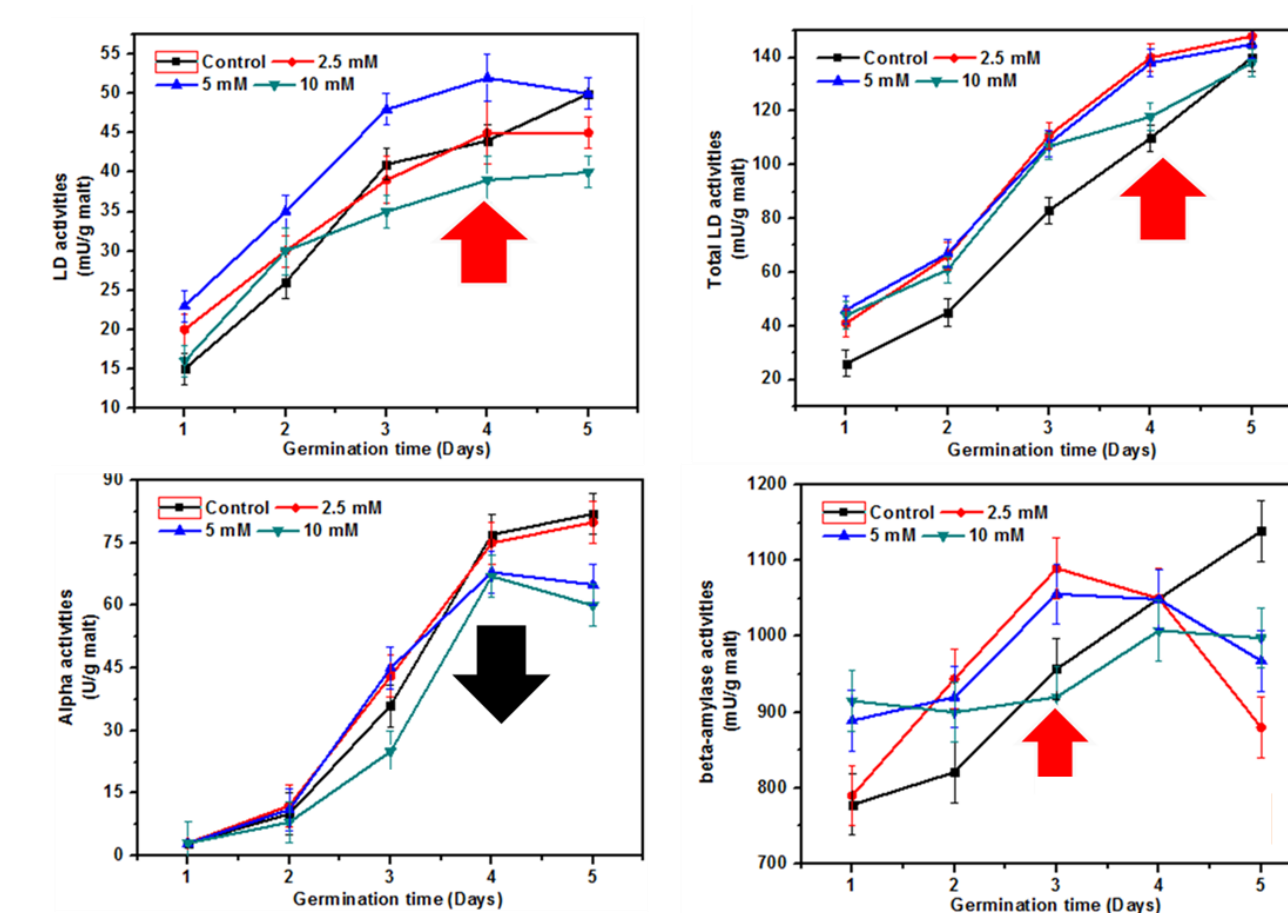 LD activities
(mU/g malt)
55
50
45
40
35
30
25
20
15
10
Control 2.5 mM
5 mM 10 mM
1 2 3 4 5
Germination time (Days)
Total LD activities
(mU/g malt)
140
120
100
80
60
40
20
Control 2.5 mM
5 mM 10 mM
1 2 3 4 5
Germination time (Days)
Alpha activities
(U/g malt)
90
75
60
45
30
15
0
Control 2.5 mM
5 mM 10 mM
1 2 3 4 5
Germination time (Days)
beta-amylase activities
(mU/g malt)
1200
1100
1000
900
800
700
Control 2.5 mM
5 mM 10 mM
1 2 3 4 5
Germination time (Days)